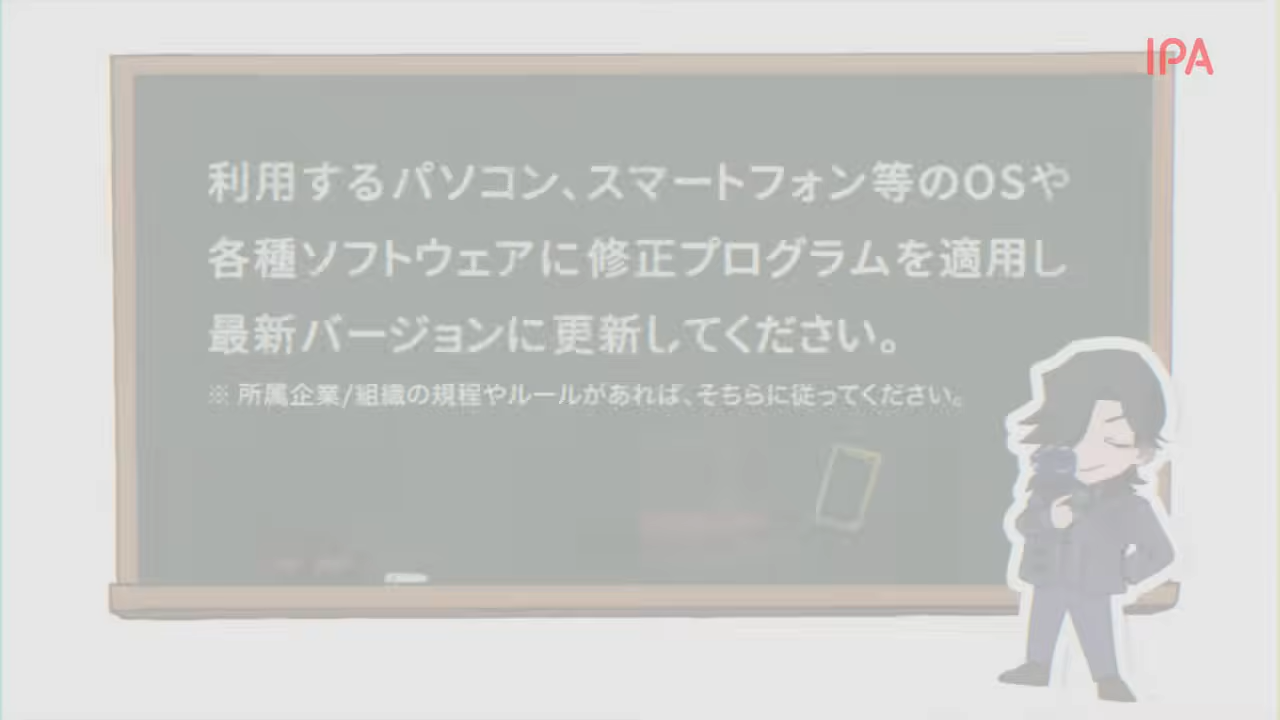 IPA
利用するパソコン、スマートフォン等のOSや
各種ソフトウェアに修正プログラムを適用し
最新バージョンに更新してください。
※ 所属企業/組織の規程やルールがあれば、そちらに従ってください。